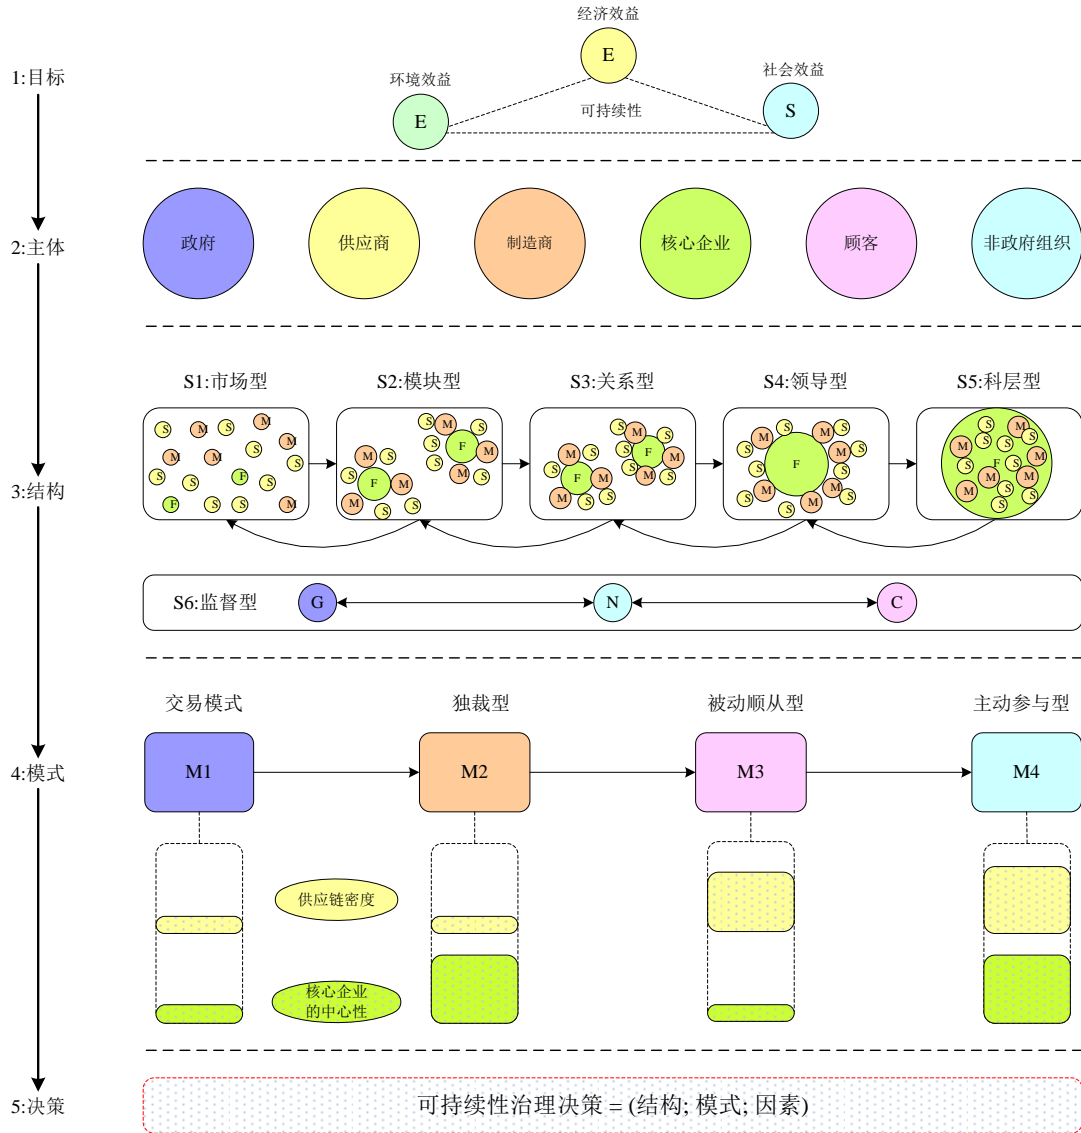 经济效益
E
1:目标
环境效益
社会效益
E
可持续性
S
2:主体
政府
供应商
制造商
核心企业
顾客
非政府组织
S1:市场型
S2:模块型
S3:关系型
S4:领导型
S5:科层型
S M S M M S S M M S F S S F S S M
S M S S F M S S M S M S S F M M S S
S M S S F M M S S M S S F M S M S S
S M S M M S S F S M M S M M S S
S M S S M S S F M M M M S S
3:结构
S6:监督型
G
N
C
交易模式
独裁型
被动顺从型
主动参与型
4:模式
M1
M2
M3
M4
供应链密度
核心企业
的中心性
5:决策
可持续性治理决策 = (结构; 模式; 因素)